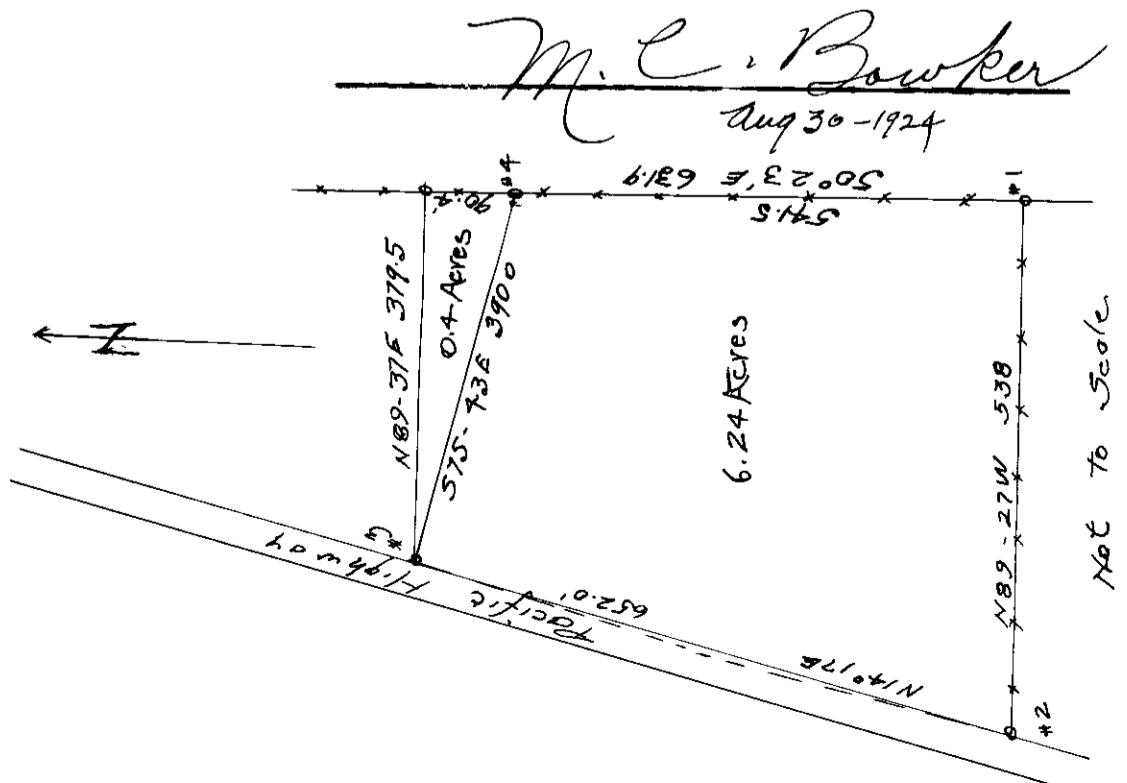 M. C. Bowker
Aug 30-1924
#4
S0°23'E 631.9
#1
90.4'
541.5
N89-37E 379.5
0.4 Acres
S75-43E 390.0
6.24 Acres
N89-27W 538
Not to Scale
N
#3
Pacific Highway
652.0'
N14°17E
#2